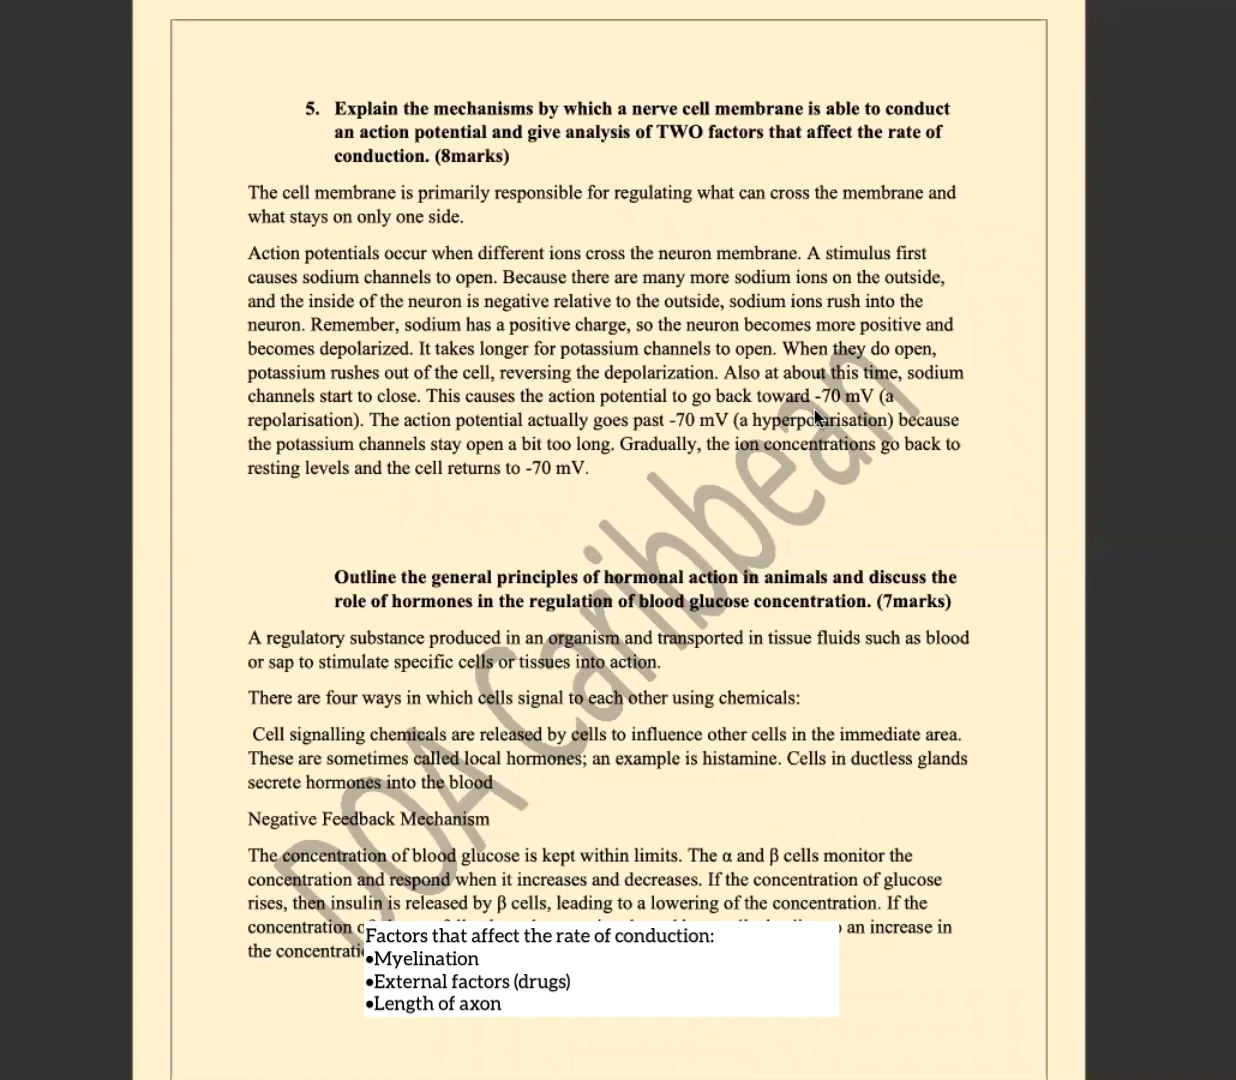 5. Explain the mechanisms by which a nerve cell membrane is able to conduct
an action potential and give analysis of TWO factors that affect the rate of
conduction. (8marks)
The cell membrane is primarily responsible for regulating what can cross the membrane and
what stays on only one side.
Action potentials occur when different ions cross the neuron membrane. A stimulus first
causes sodium channels to open. Because there are many more sodium ions on the outside,
and the inside of the neuron is negative relative to the outside, sodium ions rush into the
neuron. Remember, sodium has a positive charge, so the neuron becomes more positive and
becomes depolarized. It takes longer for potassium channels to open. When they do open,
potassium rushes out of the cell, reversing the depolarization. Also at about this time, sodium
channels start to close. This causes the action potential to go back toward -70 mV (a
repolarisation). The action potential actually goes past -70 mV (a hyperpolarisation) because
the potassium channels stay open a bit too long. Gradually, the ion concentrations go back to
resting levels and the cell returns to -70 mV.
Outline the general principles of hormonal action in animals and discuss the
role of hormones in the regulation of blood glucose concentration. (7marks)
A regulatory substance produced in an organism and transported in tissue fluids such as blood
or sap to stimulate specific cells or tissues into action.
There are four ways in which cells signal to each other using chemicals:
Cell signalling chemicals are released by cells to influence other cells in the immediate area.
These are sometimes called local hormones; an example is histamine. Cells in ductless glands
secrete hormones into the blood
Negative Feedback Mechanism
The concentration of blood glucose is kept within limits. The α and β cells monitor the
concentration and respond when it increases and decreases. If the concentration of glucose
rises, then insulin is released by β cells, leading to a lowering of the concentration. If the
concentration an increase in
the
Factors that affect the rate of conduction:
•Myelination
•External factors (drugs)
•Length of axon
DOA Caribbean